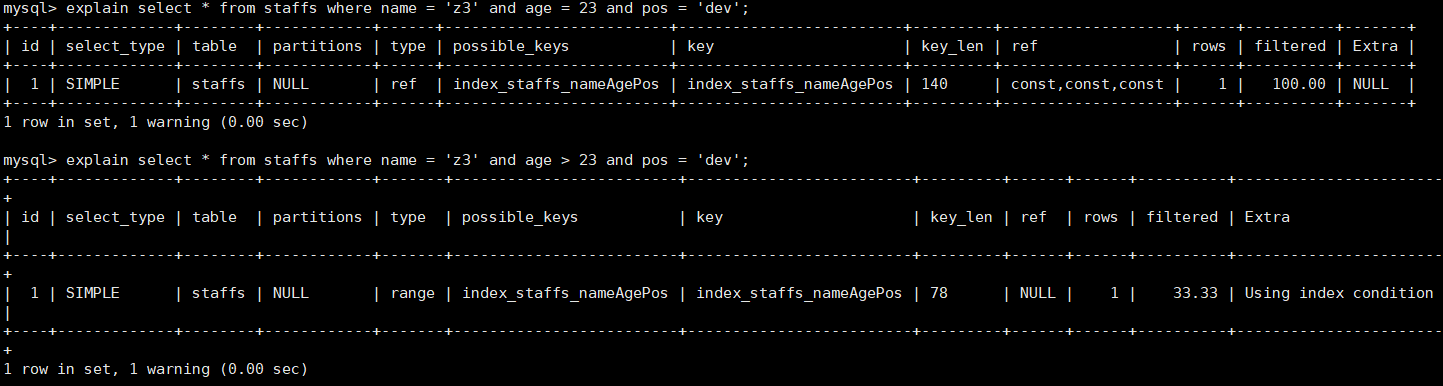 mysql> explain select * from staffs where name = 'z3' and age = 23 and pos = 'dev';
+----+-------------+--------+------------+------+-------------------------+-------------------------+---------+-------------------+------+----------+-------+
| id | select_type | table  | partitions | type | possible_keys           | key                     | key_len | ref               | rows | filtered | Extra |
+----+-------------+--------+------------+------+-------------------------+-------------------------+---------+-------------------+------+----------+-------+
|  1 | SIMPLE      | staffs | NULL       | ref  | index_staffs_nameAgePos | index_staffs_nameAgePos | 140     | const,const,const |    1 |   100.00 | NULL  |
+----+-------------+--------+------------+------+-------------------------+-------------------------+---------+-------------------+------+----------+-------+
1 row in set, 1 warning (0.00 sec)

mysql> explain select * from staffs where name = 'z3' and age > 23 and pos = 'dev';
+----+-------------+--------+------------+-------+-------------------------+-------------------------+---------+------+------+----------+-----------------------
+
| id | select_type | table  | partitions | type  | possible_keys           | key                     | key_len | ref  | rows | filtered | Extra
|
+----+-------------+--------+------------+-------+-------------------------+-------------------------+---------+------+------+----------+-----------------------
+
|  1 | SIMPLE      | staffs | NULL       | range | index_staffs_nameAgePos | index_staffs_nameAgePos | 78      | NULL |    1 |    33.33 | Using index condition
|
+----+-------------+--------+------------+-------+-------------------------+-------------------------+---------+------+------+----------+-----------------------
+
1 row in set, 1 warning (0.00 sec)